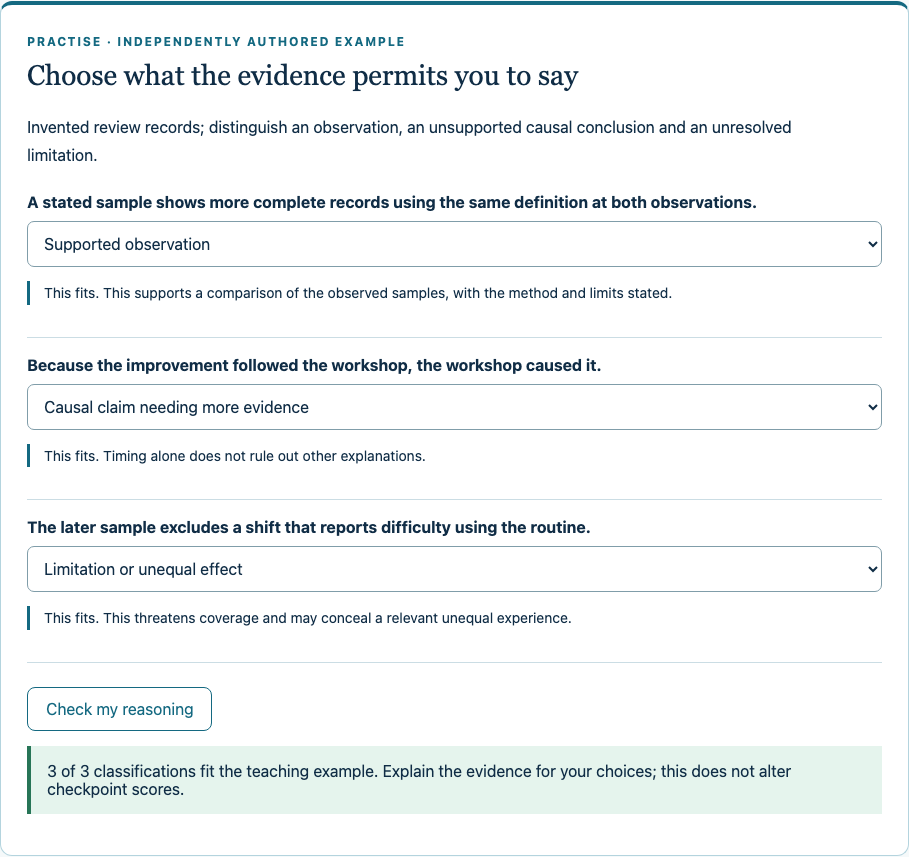 PRACTISE · INDEPENDENTLY AUTHORED EXAMPLE
Choose what the evidence permits you to say
Invented review records; distinguish an observation, an unsupported causal conclusion and an unresolved
limitation.
A stated sample shows more complete records using the same definition at both observations.
Supported observation
This fits. This supports a comparison of the observed samples, with the method and limits stated.
Because the improvement followed the workshop, the workshop caused it.
Causal claim needing more evidence
This fits. Timing alone does not rule out other explanations.
The later sample excludes a shift that reports difficulty using the routine.
Limitation or unequal effect
This fits. This threatens coverage and may conceal a relevant unequal experience.
Check my reasoning
3 of 3 classifications fit the teaching example. Explain the evidence for your choices; this does not alter
checkpoint scores.